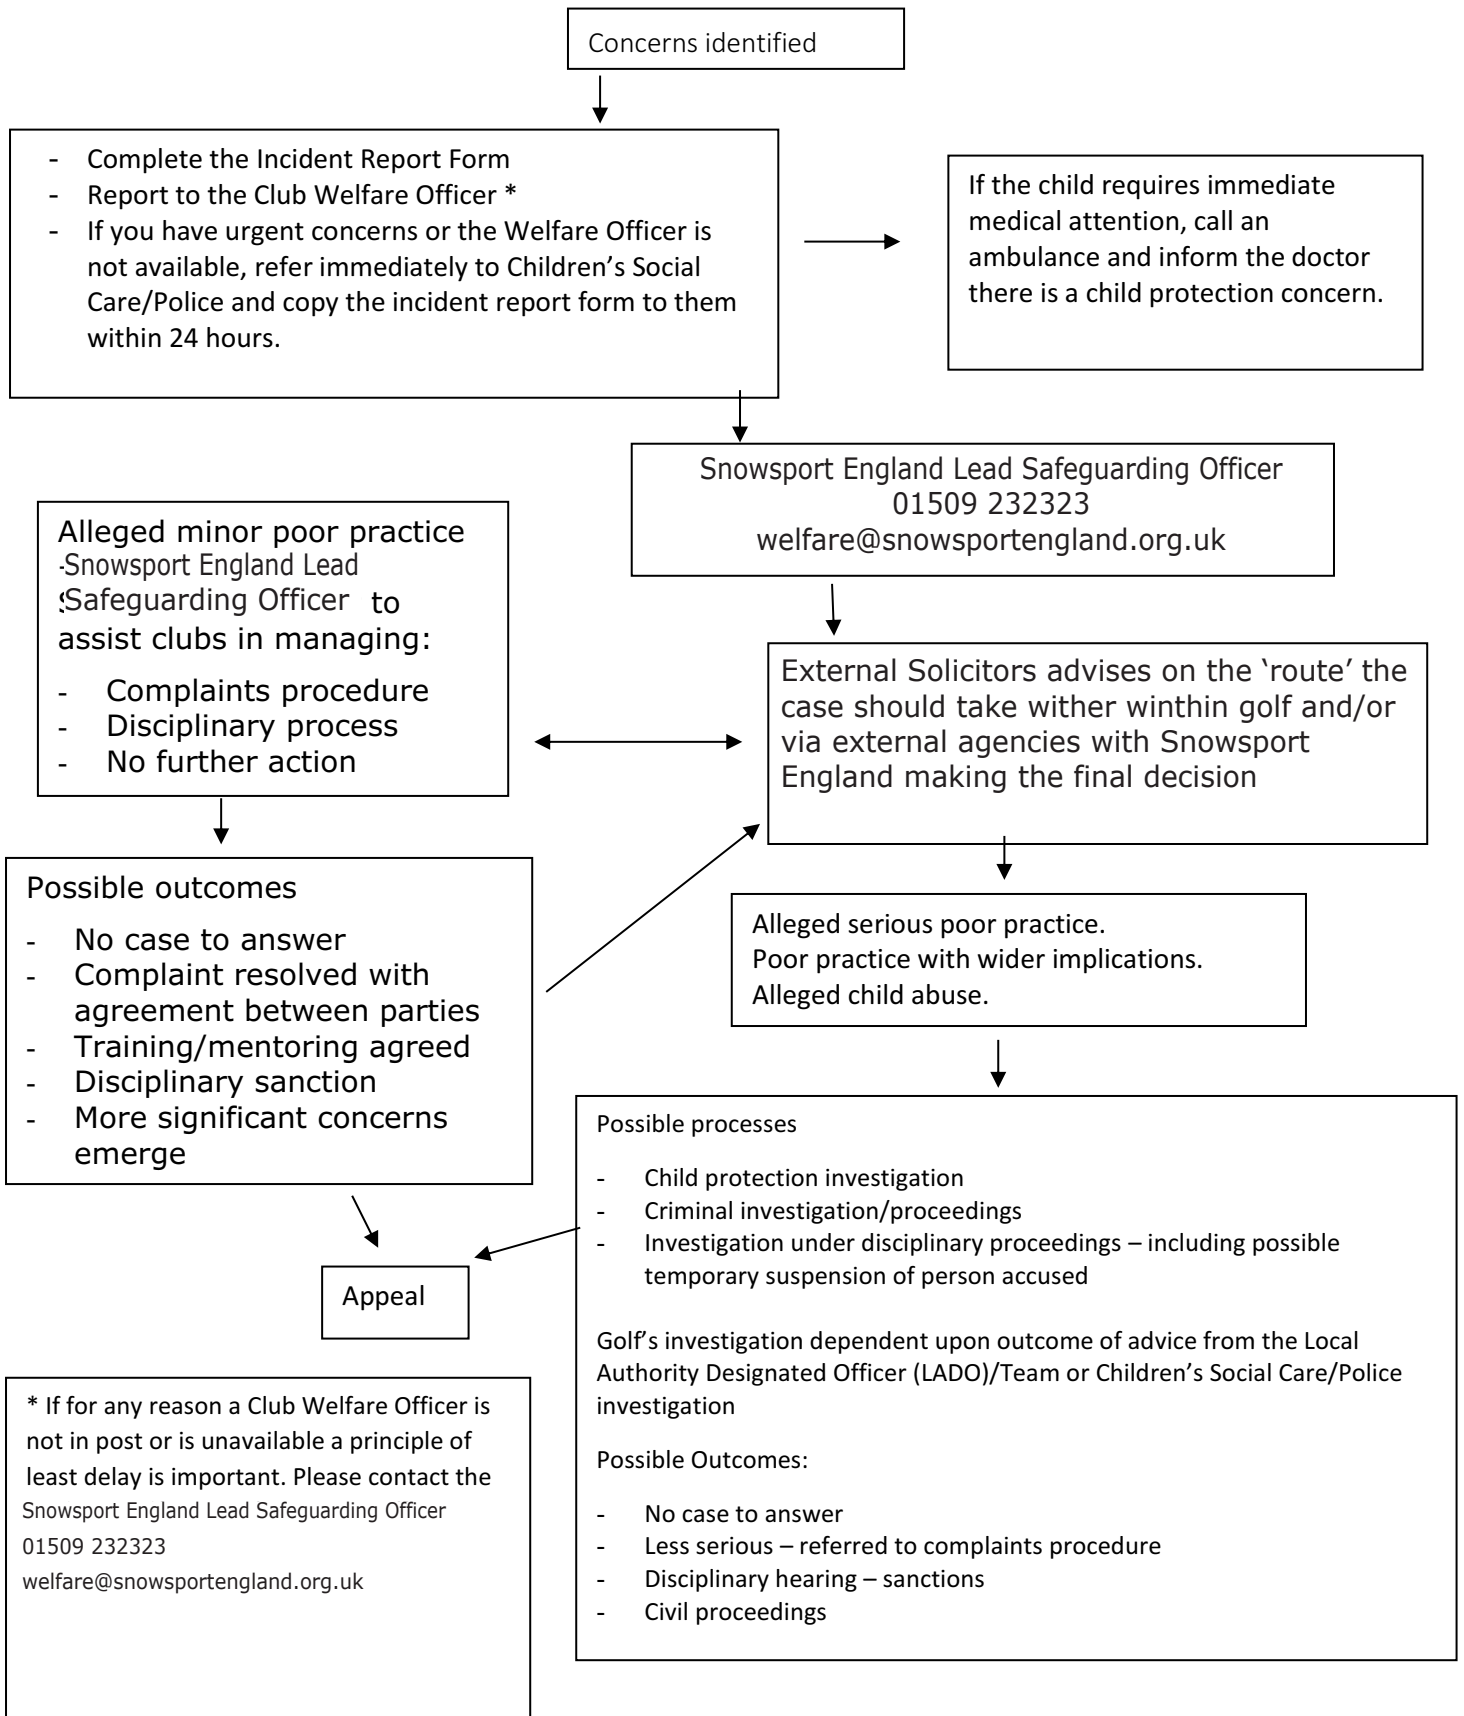 Concerns identified
- Complete the Incident Report Form
- Report to the Club Welfare Officer *
- If you have urgent concerns or the Welfare Officer is
not available, refer immediately to Children’s Social
Care/Police and copy the incident report form to them
within 24 hours.
If the child requires immediate
medical attention, call an
ambulance and inform the doctor
there is a child protection concern.
Snowsport England Lead Safeguarding Officer
01509 232323
welfare@snowsportengland.org.uk
Alleged minor poor practice
-Snowsport England Lead
Safeguarding Officer to
assist clubs in managing:
- Complaints procedure
- Disciplinary process
- No further action
External Solicitors advises on the ‘route’ the
case should take wither winthin golf and/or
via external agencies with Snowsport
England making the final decision
Possible outcomes
- No case to answer
- Complaint resolved with
agreement between parties
- Training/mentoring agreed
- Disciplinary sanction
- More significant concerns
emerge
Alleged serious poor practice.
Poor practice with wider implications.
Alleged child abuse.
Possible processes
- Child protection investigation
- Criminal investigation/proceedings
- Investigation under disciplinary proceedings – including possible
temporary suspension of person accused
Golf’s investigation dependent upon outcome of advice from the Local
Authority Designated Officer (LADO)/Team or Children’s Social Care/Police
investigation
Possible Outcomes:
- No case to answer
- Less serious – referred to complaints procedure
- Disciplinary hearing – sanctions
- Civil proceedings
Appeal
* If for any reason a Club Welfare Officer is
not in post or is unavailable a principle of
least delay is important. Please contact the
Snowsport England Lead Safeguarding Officer
01509 232323
welfare@snowsportengland.org.uk